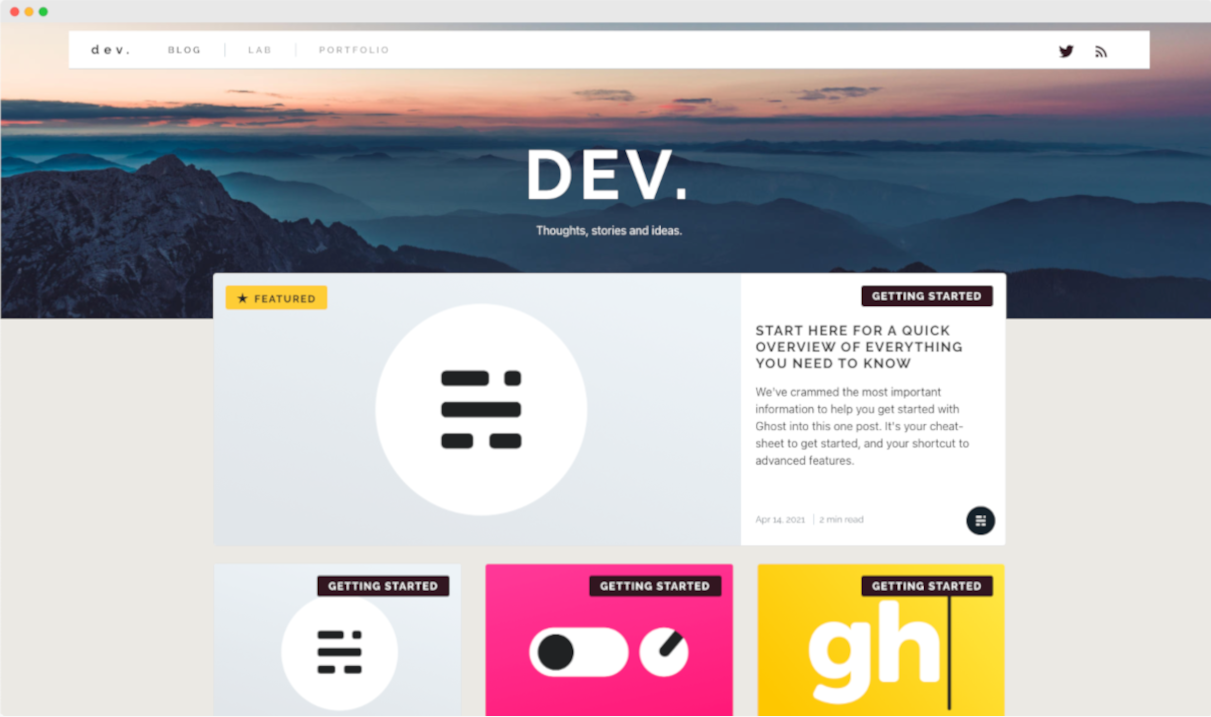 dev.
BLOG
LAB
PORTFOLIO
DEV.
Thoughts, stories and ideas.
★ FEATURED
GETTING STARTED
START HERE FOR A QUICK
OVERVIEW OF EVERYTHING
YOU NEED TO KNOW
We've crammed the most important
information to help you get started with
Ghost into this one post. It's your cheat-
sheet to get started, and your shortcut to
advanced features.
Apr 14, 2021
2 min read
GETTING STARTED
GETTING STARTED
GETTING STARTED
gh